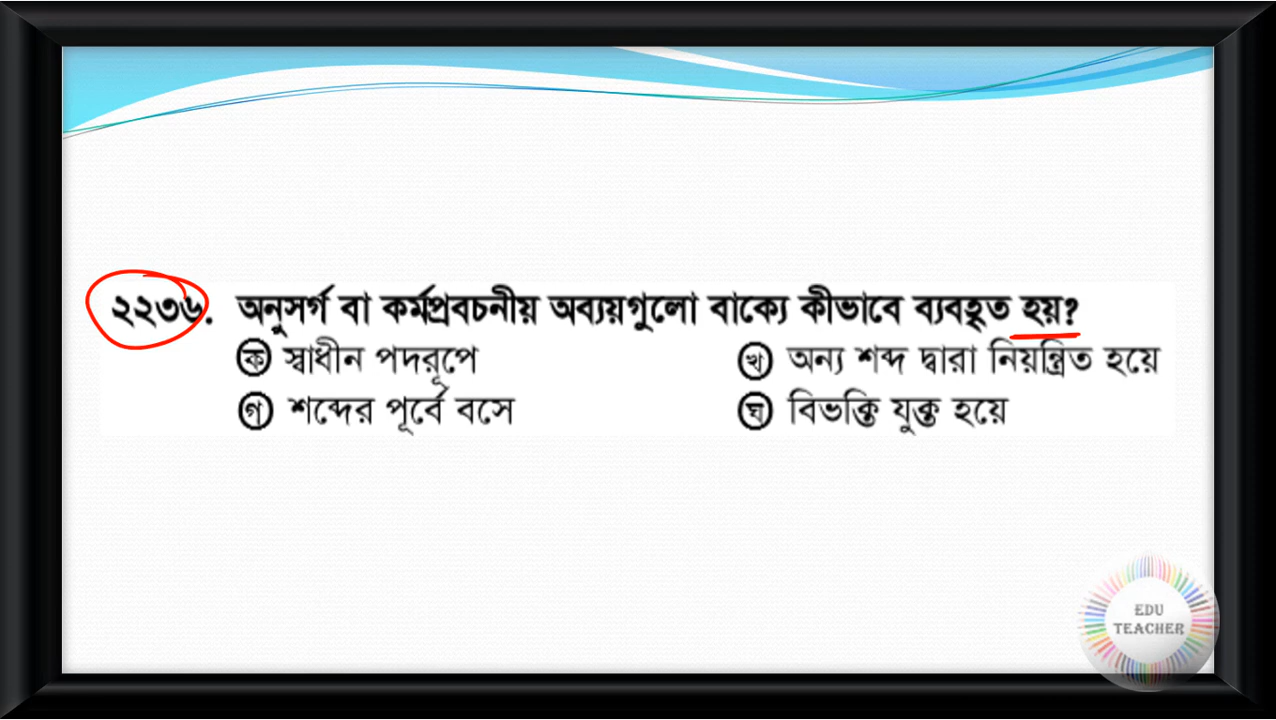 ২২৩৬. অনুসর্গ বা কর্মপ্রবচনীয় অব্যয়গুলো বাক্যে কীভাবে ব্যবহৃত হয়?
ক স্বাধীন পদরূপে খ অন্য শব্দ দ্বারা নিয়ন্ত্রিত হয়ে
গ শব্দের পূর্বে বসে ঘ বিভক্তি যুক্ত হয়ে
EDU
TEACHER